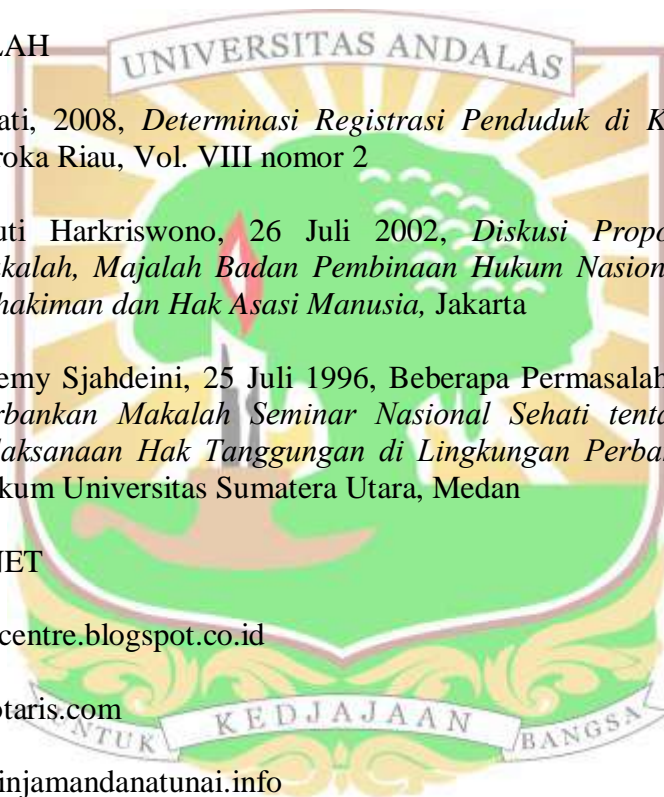 UNIVERSITAS ANDALAS
LAH
ati, 2008, Determinasi Registrasi Penduduk di K
roka Riau, Vol. VIII nomor 2
uti Harkriswono, 26 Juli 2002, Diskusi Propo
kalah, Majalah Badan Pembinaan Hukum Nasion
hakiman dan Hak Asasi Manusia, Jakarta
emy Sjahdeini, 25 Juli 1996, Beberapa Permasalah
rbankan Makalah Seminar Nasional Sehati tenta
laksanaan Hak Tanggungan di Lingkungan Perba
kum Universitas Sumatera Utara, Medan
NET
centre.blogspot.co.id
otaris.com
UNTUK KEDJAJAAN BANGSA
injamandanatunai.info